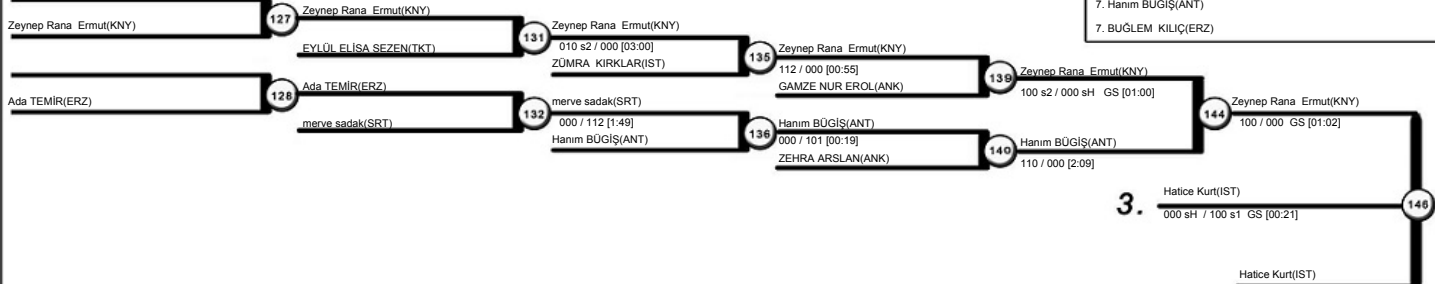 7. Hanım BÜGİŞ(ANT)
7. BUĞLEM KILIÇ(ERZ)
Zeynep Rana Ermut(KNY)
127
Zeynep Rana Ermut(KNY)
EYLÜL ELİSA SEZEN(TKT)
131
Zeynep Rana Ermut(KNY)
010 s2 / 000 [03:00]
ZÜMRA KIRKLAR(IST)
135
Zeynep Rana Ermut(KNY)
112 / 000 [00:55]
GAMZE NUR EROL(ANK)
139
Zeynep Rana Ermut(KNY)
100 s2 / 000 sH GS [01:00]
144
Zeynep Rana Ermut(KNY)
100 / 000 GS [01:02]
Ada TEMİR(ERZ)
128
Ada TEMİR(ERZ)
merve sadak(SRT)
132
merve sadak(SRT)
000 / 112 [1:49]
Hanım BÜGİŞ(ANT)
136
Hanım BÜGİŞ(ANT)
000 / 101 [00:19]
ZEHRA ARSLAN(ANK)
140
Hanım BÜGİŞ(ANT)
110 / 000 [2:09]
3.
Hatice Kurt(IST)
000 sH / 100 s1 GS [00:21]
146
Hatice Kurt(IST)